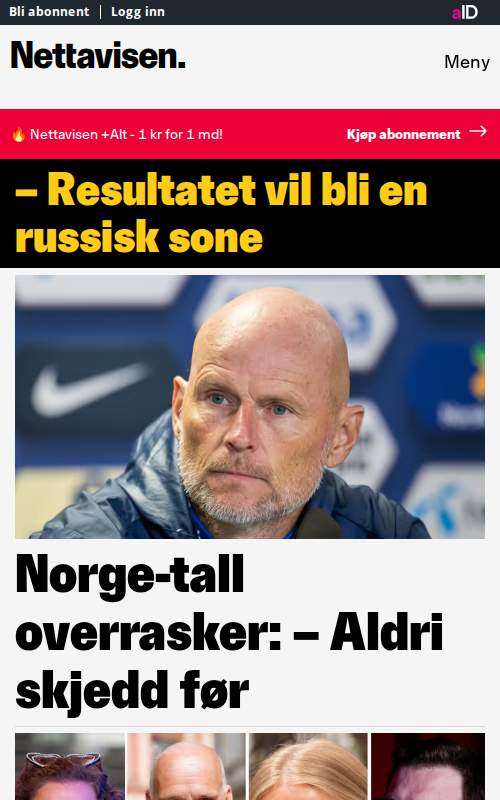 Bli abonnent | Logg inn
aID
Nettavisen.
Meny
🔥 Nettavisen +Alt - 1 kr for 1 md!
Kjøp abonnement →
– Resultatet vil bli en
russisk sone
Norge-tall
overrasker: – Aldri
skjedd før